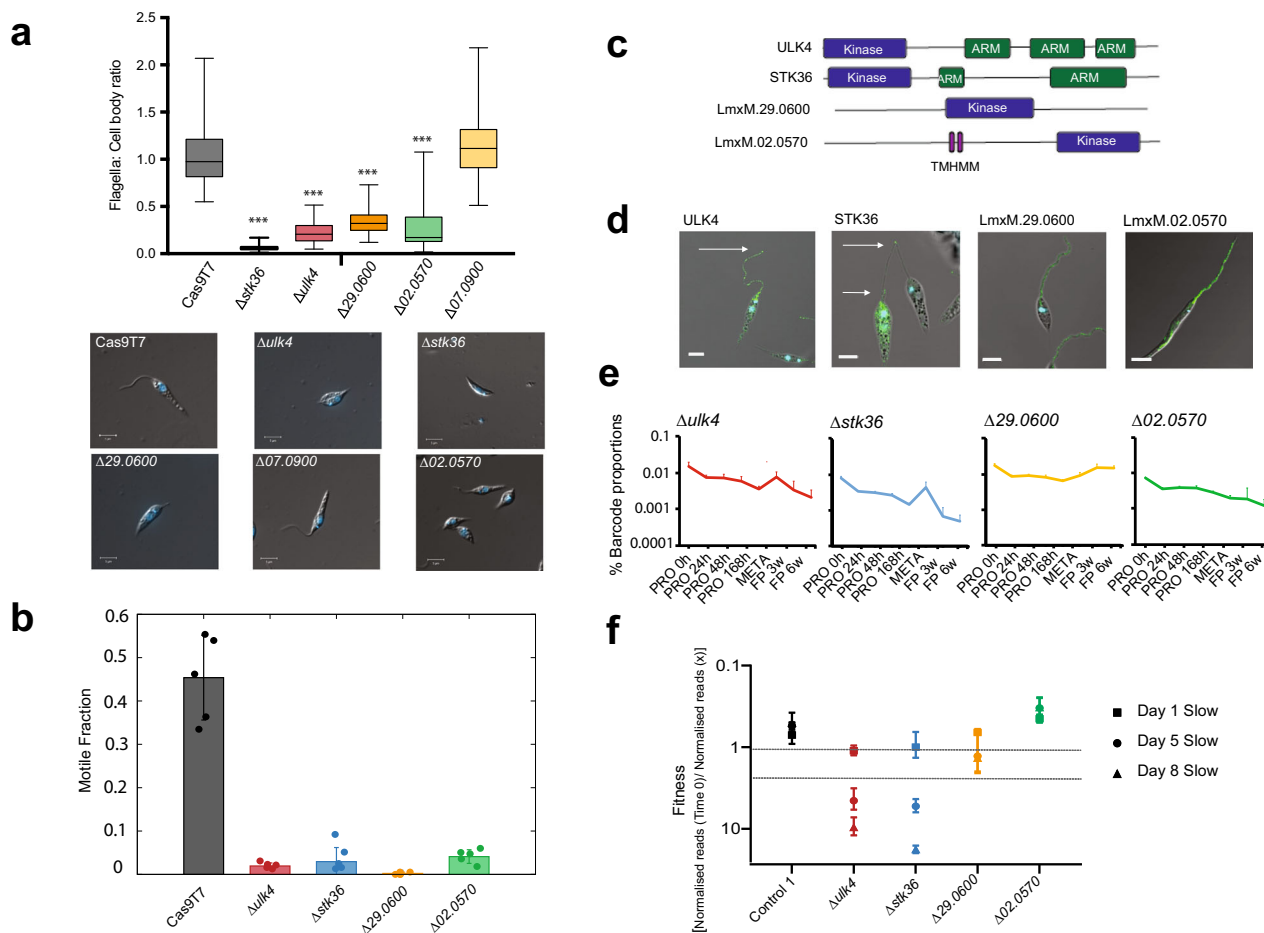 a
2.5
2.0
1.5
1.0
0.5
0.0
Flagella: Cell body ratio
***
***
***
***
Cas9T7
Δstk36
Δulk4
Δ29.0600
Δ02.0570
Δ07.0900
Cas9T7
Δulk4
Δstk36
Δ29.0600
Δ07.0900
Δ02.0570
b
0.6
0.5
0.4
0.3
0.2
0.1
0
Motile Fraction
Cas9T7
Δulk4
Δstk36
Δ29.0600
Δ02.0570
c
ULK4
Kinase
ARM
ARM
ARM
STK36
Kinase
ARM
ARM
LmxM.29.0600
Kinase
LmxM.02.0570
Kinase
TMHMM
d
ULK4
STK36
LmxM.29.0600
LmxM.02.0570
e
Δulk4
Δstk36
Δ29.0600
Δ02.0570
% Barcode proportions
0.1
0.01
0.001
0.0001
PRO 0h
PRO 24h
PRO 48h
PRO 168h
META
FP 3w
FP 6w
PRO 0h
PRO 24h
PRO 48h
PRO 168h
META
FP 3w
FP 6w
PRO 0h
PRO 24h
PRO 48h
PRO 168h
META
FP 3w
FP 6w
PRO 0h
PRO 24h
PRO 48h
PRO 168h
META
FP 3w
FP 6w
f
Fitness
[Normalised reads (Time 0)/ Normalised reads (x)]
0.1
1
10
Control 1
Δulk4
Δstk36
Δ29.0600
Δ02.0570
Day 1 Slow
Day 5 Slow
Day 8 Slow